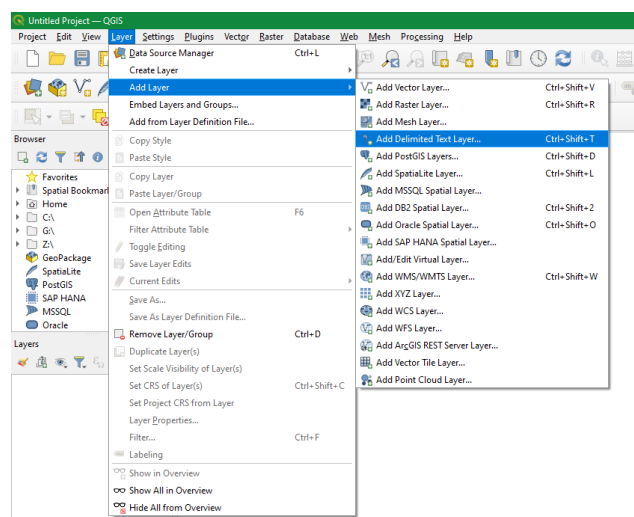 Untitled Project — QGIS
Project Edit View Layer Settings Plugins Vector Raster Database Web Mesh Processing Help
Data Source Manager Ctrl+L
Create Layer
Add Layer
Embed Layers and Groups...
Add from Layer Definition File...
Copy Style
Paste Style
Copy Layer
Paste Layer/Group
Open Attribute Table F6
Filter Attribute Table
Toggle Editing
Save Layer Edits
Current Edits
Save As...
Save As Layer Definition File...
Remove Layer/Group Ctrl+D
Duplicate Layer(s)
Set Scale Visibility of Layer(s)
Set CRS of Layer(s) Ctrl+Shift+C
Set Project CRS from Layer
Layer Properties...
Filter... Ctrl+F
Labeling
Show in Overview
Show All in Overview
Hide All from Overview
Add Vector Layer... Ctrl+Shift+V
Add Raster Layer... Ctrl+Shift+R
Add Mesh Layer...
Add Delimited Text Layer... Ctrl+Shift+T
Add PostGIS Layers... Ctrl+Shift+D
Add SpatiaLite Layer... Ctrl+Shift+L
Add MSSQL Spatial Layer...
Add DB2 Spatial Layer... Ctrl+Shift+2
Add Oracle Spatial Layer... Ctrl+Shift+O
Add SAP HANA Spatial Layer...
Add/Edit Virtual Layer...
Add WMS/WMTS Layer... Ctrl+Shift+W
Add XYZ Layer...
Add WCS Layer...
Add WFS Layer...
Add ArcGIS REST Server Layer...
Add Vector Tile Layer...
Add Point Cloud Layer...
Browser
Favorites
Spatial Bookmar
Home
C:\
G:\
Z:\
GeoPackage
SpatiaLite
PostGIS
SAP HANA
MSSQL
Oracle
Layers